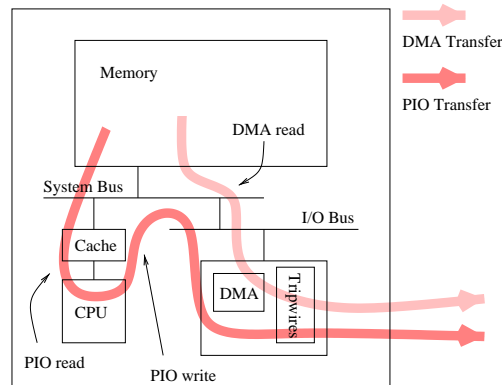 DMA Transfer
PIO Transfer
Memory
DMA read
System Bus
I/O Bus
Cache
DMA
Tripwires
CPU
PIO read
PIO write